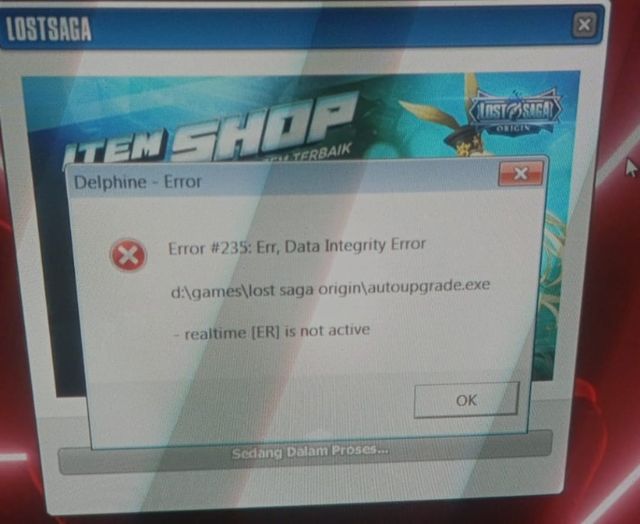 LOSTSAGA
ITEM SHOP
TERBAIK
LOST SAGA
ORIGIN
Delphine - Error
Error #235: Err, Data Integrity Error
d:\games\lost saga origin\autoupgrade.exe
- realtime [ER] is not active
OK
Sedang Dalam Proses...